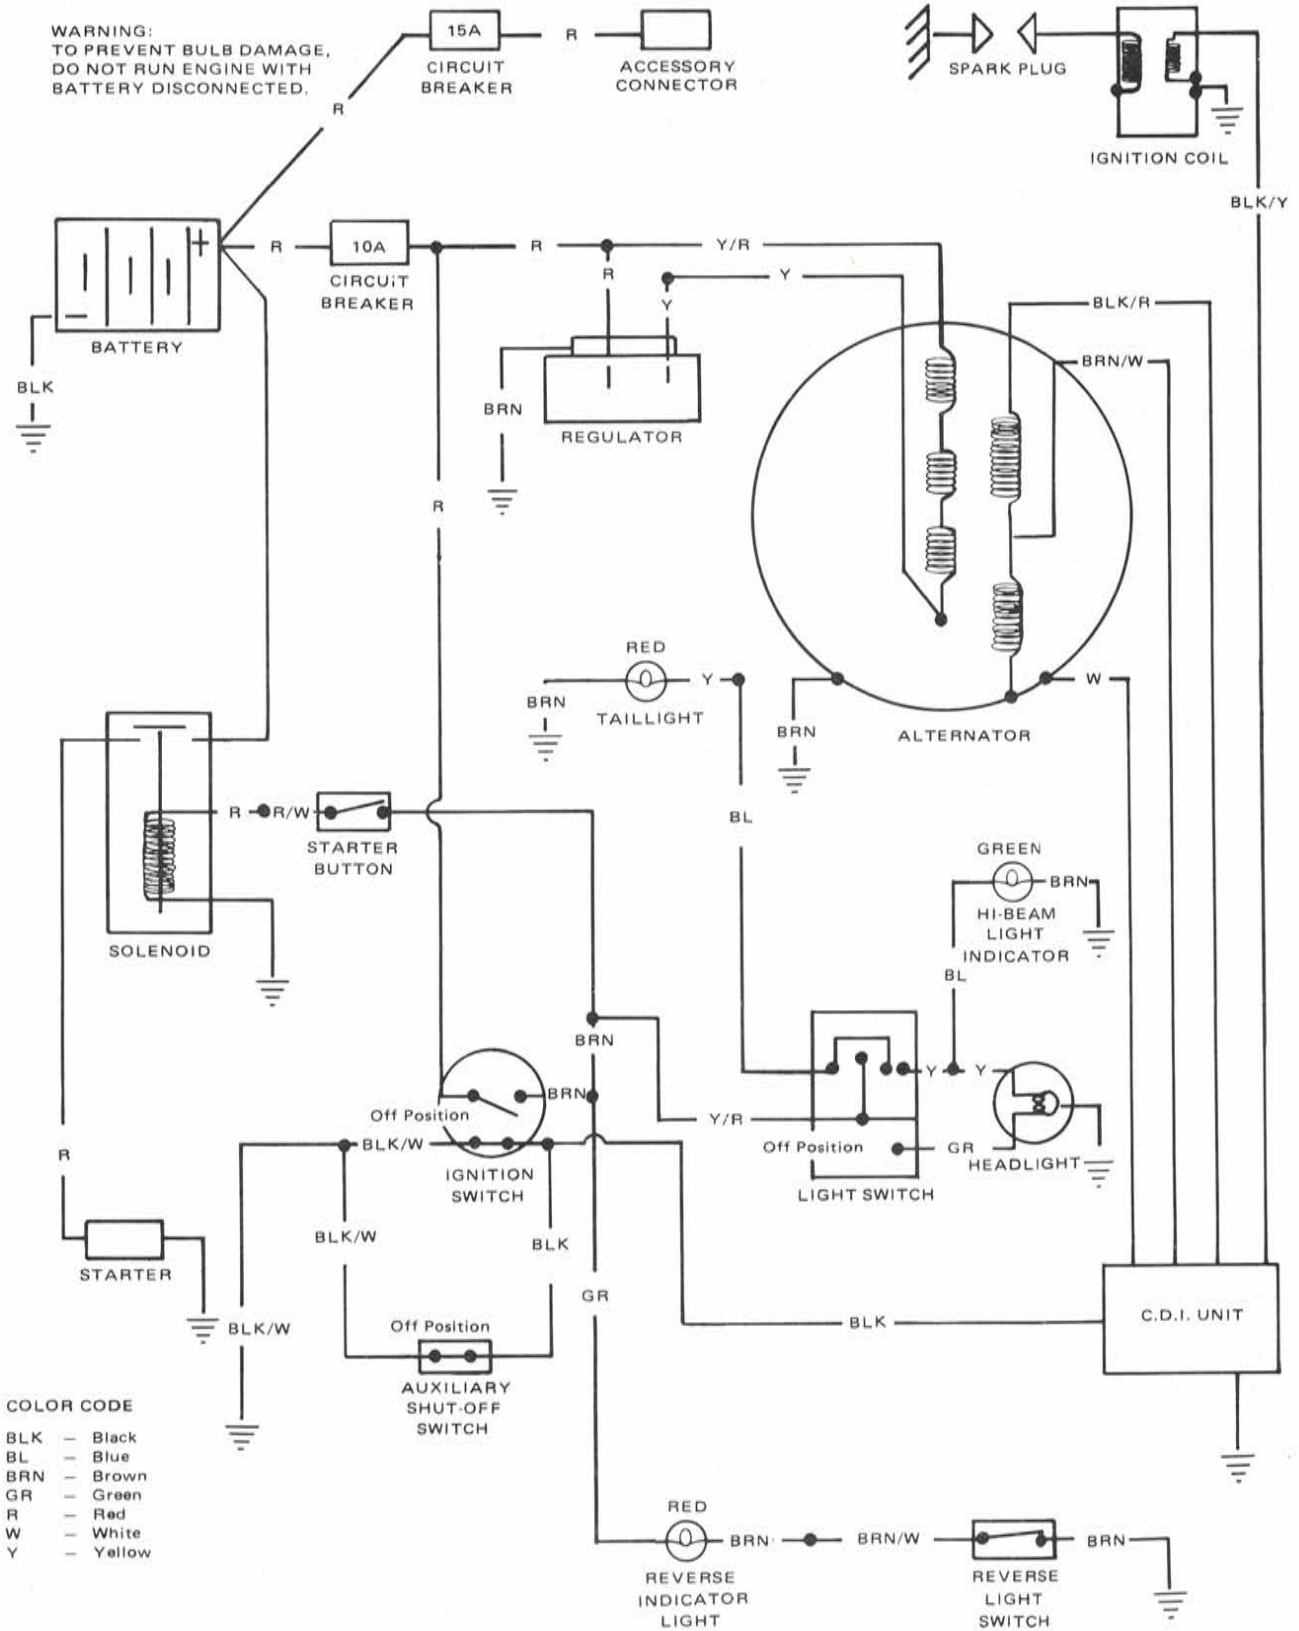 WARNING:
TO PREVENT BULB DAMAGE,
DO NOT RUN ENGINE WITH
BATTERY DISCONNECTED.
15A
CIRCUIT
BREAKER
R
ACCESSORY
CONNECTOR
SPARK PLUG
IGNITION COIL
BLK/Y
R
+
R
10A
CIRCUiT
BREAKER
R
Y/R
R
Y
Y
BATTERY
BLK
BRN
REGULATOR
BLK/R
BRN/W
R
RED
Y
TAILLIGHT
BRN
W
BRN
ALTERNATOR
R
R/W
STARTER
BUTTON
BL
SOLENOID
GREEN
BRN
HI-BEAM
LIGHT
INDICATOR
BL
BRN
BRN
Off Position
BLK/W
IGNITION
SWITCH
Y
Y
Y/R
Off Position
GR
HEADLIGHT
LIGHT SWITCH
R
STARTER
BLK/W
BLK
BLK/W
GR
BLK
C.D.I. UNIT
Off Position
AUXILIARY
SHUT-OFF
SWITCH
COLOR CODE
BLK – Black
BL – Blue
BRN – Brown
GR – Green
R – Red
W – White
Y – Yellow
RED
BRN
BRN/W
BRN
REVERSE
INDICATOR
LIGHT
REVERSE
LIGHT
SWITCH